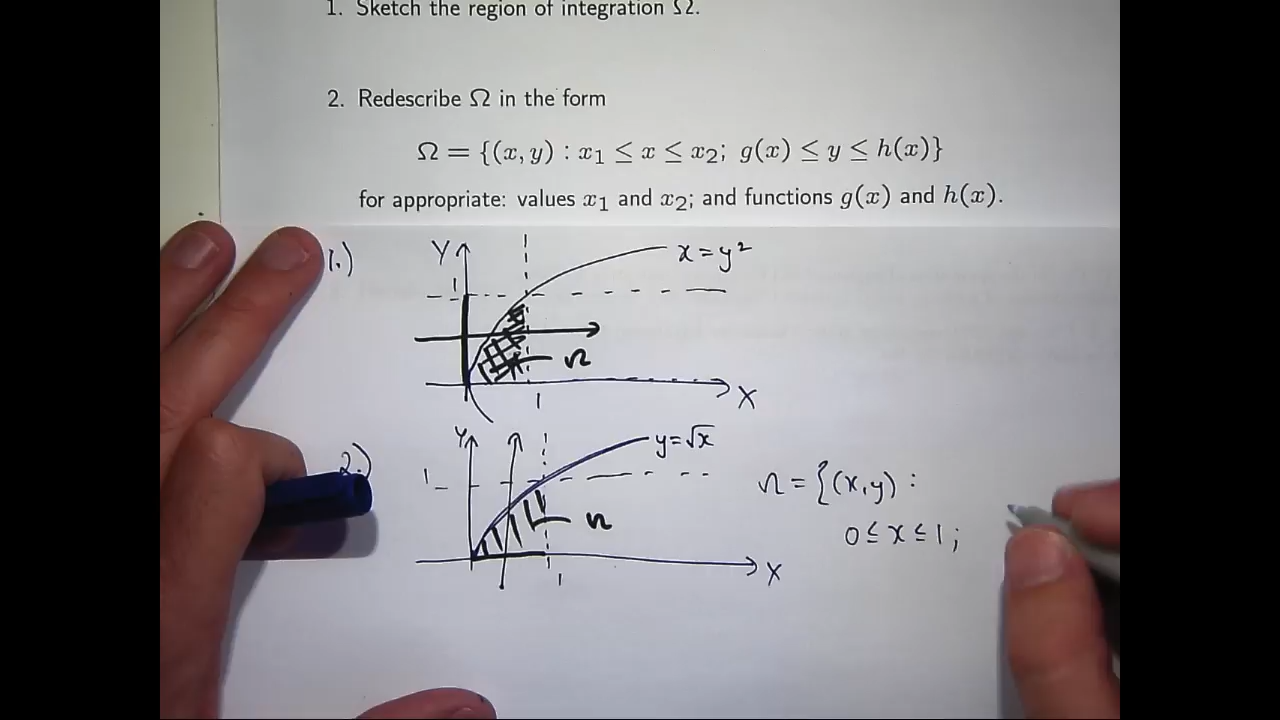 1. Sketch the region of integration Ω.
2. Redescribe Ω in the form
Ω = {(x, y) : x₁ ≤ x ≤ x₂; g(x) ≤ y ≤ h(x)}
for appropriate: values x₁ and x₂; and functions g(x) and h(x).
1.)
Y
x = y²
1
Ω
1
X
2.)
Y
y = √x
1
Ω
1
X
Ω = {(x,y) :
0 ≤ x ≤ 1 ;